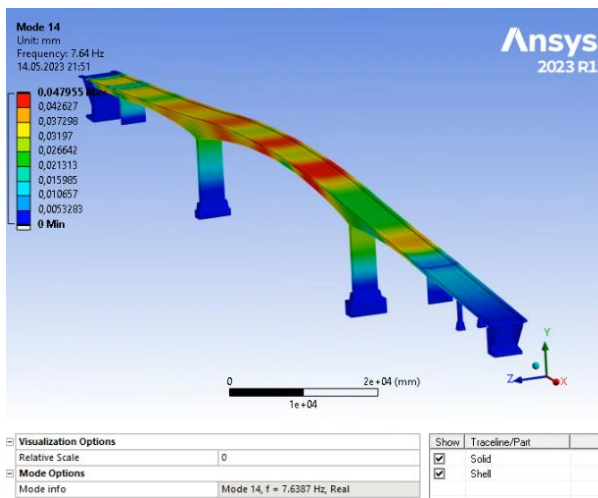 Mode 14
Unit: mm
Frequency: 7.64 Hz
14.05.2023 21:51
Ansys
2023 R1
0,047955 Max
0,042627
0,037298
0,03197
0,026642
0,021313
0,015985
0,010657
0,0053283
0 Min
Y
Z
X
0
2e+04 (mm)
1e+04
Visualization Options
Relative Scale 0
Mode Options
Mode info Mode 14, f = 7.6387 Hz, Real
Show Traceline/Part
Solid
Shell